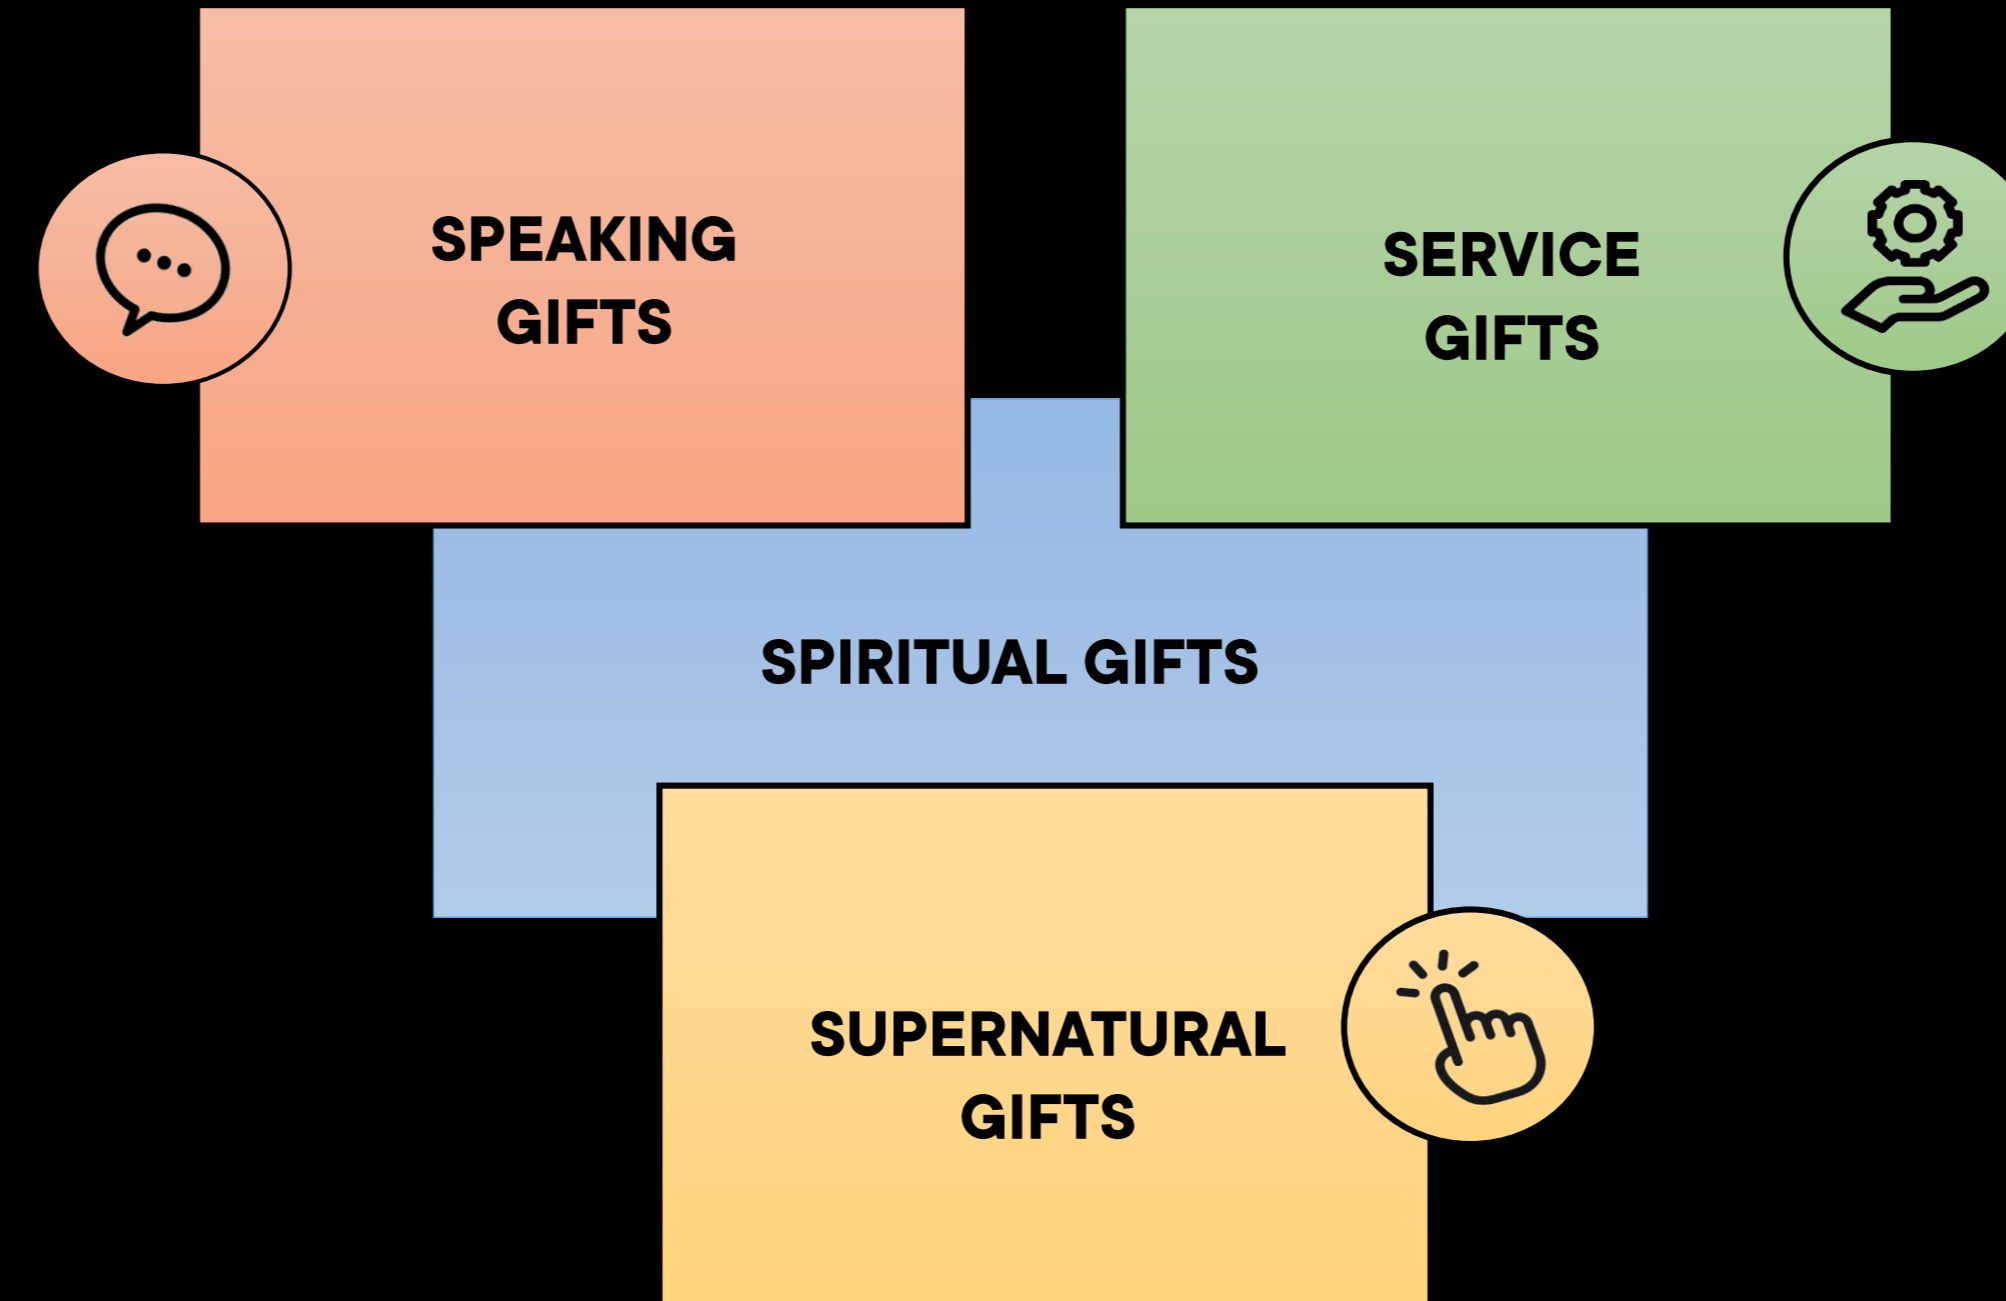 SPEAKING
GIFTS
SERVICE
GIFTS
SPIRITUAL GIFTS
SUPERNATURAL
GIFTS